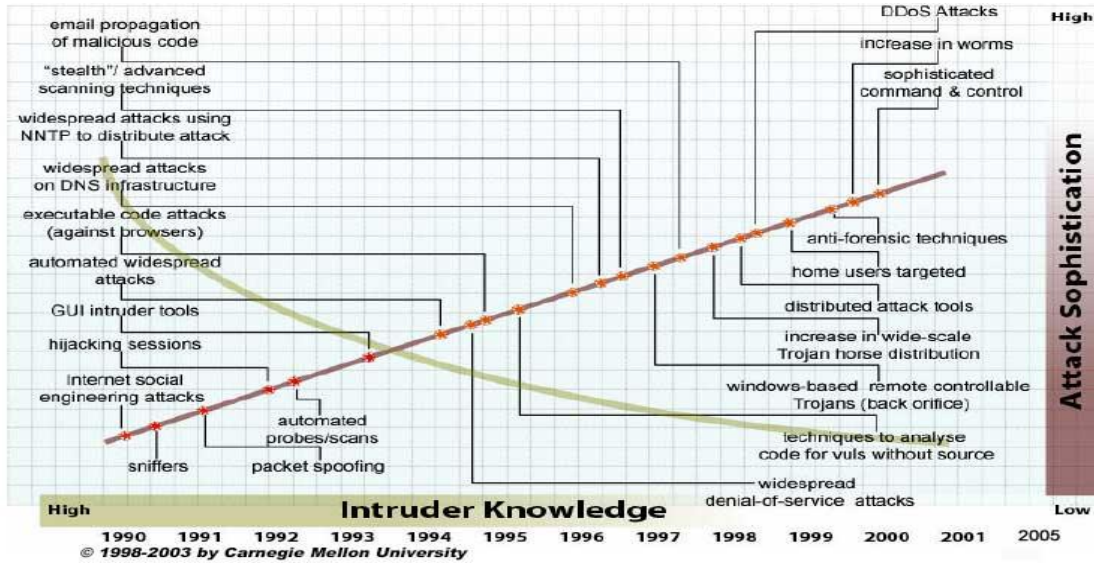 email propagation
of malicious code
"stealth"/ advanced
scanning techniques
widespread attacks using
NNTP to distribute attack
widespread attacks
on DNS infrastructure
executable code attacks
(against browsers)
automated widespread
attacks
GUI intruder tools
hijacking sessions
Internet social
engineering attacks
sniffers
automated
probes/scans
packet spoofing
DDoS Attacks
increase in worms
sophisticated
command & control
anti-forensic techniques
home users targeted
distributed attack tools
increase in wide-scale
Trojan horse distribution
windows-based remote controllable
Trojans (back orifice)
techniques to analyse
code for vuls without source
widespread
denial-of-service attacks
High
Attack Sophistication
Low
High
Intruder Knowledge
1990 1991 1992 1993 1994 1995 1996 1997 1998 1999 2000 2001 2005
© 1998-2003 by Carnegie Mellon University